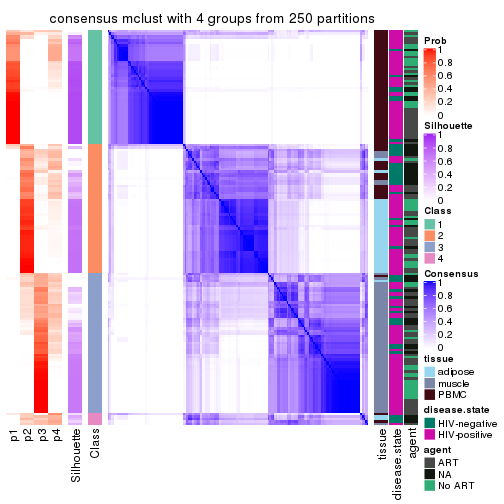 consensus mclust with 4 groups from 250 partitions
Prob
1
0.8
0.6
0.4
0.2
0
Silhouette
1
0.8
0.6
0.4
0.2
0
Class
1
2
3
4
Consensus
1
0.8
0.6
0.4
0.2
0
tissue
adipose
muscle
PBMC
disease.state
HIV-negative
HIV-positive
agent
ART
NA
No ART
p1
p2
p3
p4
Silhouette
Class
tissue
disease.state
agent